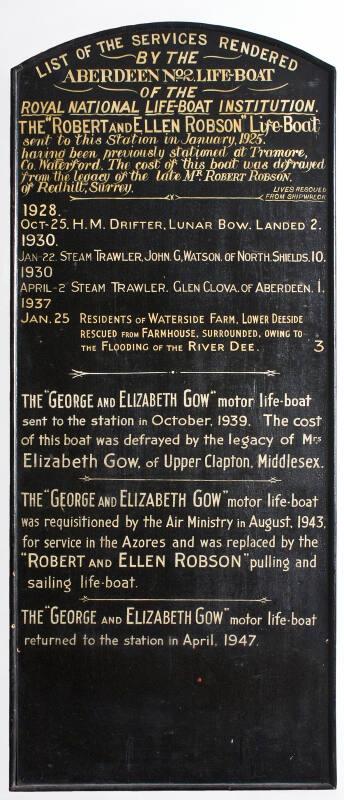 LIST OF THE SERVICES RENDERED
BY THE
ABERDEEN No2. LIFE-BOAT
OF THE
ROYAL NATIONAL LIFE-BOAT INSTITUTION.
THE "ROBERT AND ELLEN ROBSON" Life-Boat
sent to this Station in January, 1925,
having been previously stationed at Tramore,
Co. Waterford. The cost of this boat was defrayed
from the legacy of the late MR. ROBERT ROBSON,
of Redhill, Surrey.
LIVES RESCUED
FROM SHIPWRECK
1928.
OCT-25. H.M. DRIFTER, LUNAR BOW. LANDED 2.
1930.
JAN-22. STEAM TRAWLER, JOHN G, WATSON. OF NORTH SHIELDS. 10.
1930
APRIL-2 STEAM TRAWLER. GLEN CLOVA. OF ABERDEEN. 1.
1937
JAN. 25 RESIDENTS OF WATERSIDE FARM, LOWER DEESIDE
RESCUED FROM FARMHOUSE, SURROUNDED, OWING TO
THE FLOODING OF THE RIVER DEE. 3
THE "GEORGE AND ELIZABETH GOW" motor life-boat
sent to the station in October, 1939. The cost
of this boat was defrayed by the legacy of Mrs
Elizabeth Gow, of Upper Clapton, Middlesex.
THE "GEORGE AND ELIZABETH GOW" motor life-boat
was requisitioned by the Air Ministry in August, 1943,
for service in the Azores and was replaced by the
"ROBERT AND ELLEN ROBSON" pulling and
sailing life-boat.
THE "GEORGE AND ELIZABETH GOW" motor life-boat
returned to the station in April, 1947.